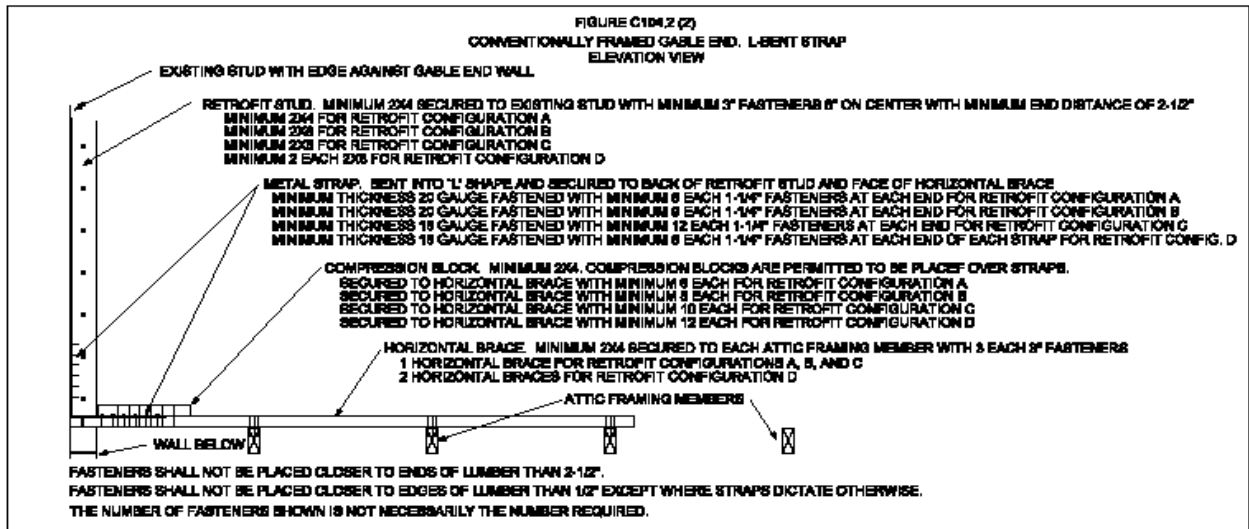 FIGURE C104.2 (2)
CONVENTIONALLY FRAMED GABLE END. L-BENT STRAP
ELEVATION VIEW
EXISTING STUD WITH EDGE AGAINST GABLE END WALL
RETROFIT STUD. MINIMUM 2X4 SECURED TO EXISTING STUD WITH MINIMUM 3" FASTENERS 6" ON CENTER WITH MINIMUM END DISTANCE OF 2-1/2"
MINIMUM 2X4 FOR RETROFIT CONFIGURATION A
MINIMUM FOR RETROFIT CONFIGURATION B
MINIMUM FOR RETROFIT CONFIGURATION C
MINIMUM 2 EACH FOR RETROFIT CONFIGURATION D
METAL STRAP. BENT INTO "L" SHAPE AND SECURED TO BACK OF RETROFIT STUD AND FACE OF HORIZONTAL BRACE
MINIMUM THICKNESS 20 GAUGE FASTENED WITH MINIMUM EACH 1-1/4" FASTENERS AT EACH END FOR RETROFIT CONFIGURATION A
MINIMUM THICKNESS 20 GAUGE FASTENED WITH MINIMUM EACH 1-1/4" FASTENERS AT EACH END FOR RETROFIT CONFIGURATION B
MINIMUM THICKNESS GAUGE FASTENED WITH MINIMUM 12 EACH 1-1/4" FASTENERS AT EACH END FOR RETROFIT CONFIGURATION C
MINIMUM THICKNESS GAUGE FASTENED WITH MINIMUM EACH 1-1/4" FASTENERS AT EACH END OF EACH STRAP FOR RETROFIT CONFIG. D
COMPRESSION BLOCK. MINIMUM 2X4. COMPRESSION BLOCKS ARE PERMITTED TO BE PLACEF OVER STRAPS.
SECURED TO HORIZONTAL BRACE WITH MINIMUM 6 EACH FOR RETROFIT CONFIGURATION A
SECURED TO HORIZONTAL BRACE WITH MINIMUM 8 EACH FOR RETROFIT CONFIGURATION B
SECURED TO HORIZONTAL BRACE WITH MINIMUM 10 EACH FOR RETROFIT CONFIGURATION C
SECURED TO HORIZONTAL BRACE WITH MINIMUM 12 EACH FOR RETROFIT CONFIGURATION D
HORIZONTAL BRACE. MINIMUM 2X4 SECURED TO EACH ATTIC FRAMING MEMBER WITH 3 EACH 3" FASTENERS
1 HORIZONTAL BRACE FOR RETROFIT CONFIGURATIONS A, B, AND C
2 HORIZONTAL BRACES FOR RETROFIT CONFIGURATION D
ATTIC FRAMING MEMBERS
WALL BELOW
FASTENERS SHALL NOT BE PLACED CLOSER TO ENDS OF LUMBER THAN 2-1/2".
FASTENERS SHALL NOT BE PLACED CLOSER TO EDGES OF LUMBER THAN 1/2" EXCEPT WHERE STRAPS DICTATE OTHERWISE.
THE NUMBER OF FASTENERS SHOWN IS NOT NECESSARILY THE NUMBER REQUIRED.